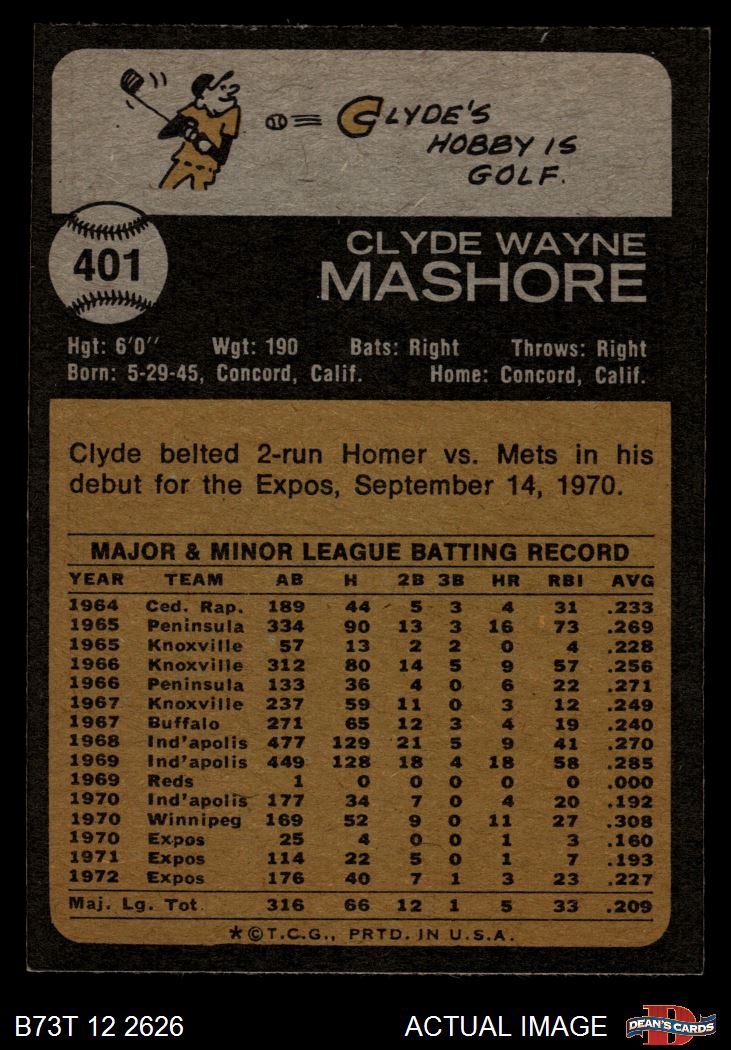 CLYDE'S
HOBBY IS
GOLF.
401
CLYDE WAYNE
MASHORE
Hgt: 6'0" Wgt: 190 Bats: Right Throws: Right
Born: 5-29-45, Concord, Calif. Home: Concord, Calif.
Clyde belted 2-run Homer vs. Mets in his
debut for the Expos, September 14, 1970.
MAJOR & MINOR LEAGUE BATTING RECORD
YEAR TEAM AB H 2B 3B HR RBI AVG
1964 Ced. Rap. 189 44 5 3 4 31 .233
1965 Peninsula 334 90 13 3 16 73 .269
1965 Knoxville 57 13 2 2 0 4 .228
1966 Knoxville 312 80 14 5 9 57 .256
1966 Peninsula 133 36 4 0 6 22 .271
1967 Knoxville 237 59 11 0 3 12 .249
1967 Buffalo 271 65 12 3 4 19 .240
1968 Ind'apolis 477 129 21 5 9 41 .270
1969 Ind'apolis 449 128 18 4 18 58 .285
1969 Reds 1 0 0 0 0 0 .000
1970 Ind'apolis 177 34 7 0 4 20 .192
1970 Winnipeg 169 52 9 0 11 27 .308
1970 Expos 25 4 0 0 1 3 .160
1971 Expos 114 22 5 0 1 7 .193
1972 Expos 176 40 7 1 3 23 .227
Maj. Lg. Tot. 316 66 12 1 5 33 .209
*©T.C.G., PRTD. IN U.S.A.
B73T 12 2626 ACTUAL IMAGE D DEAN'S CARDS